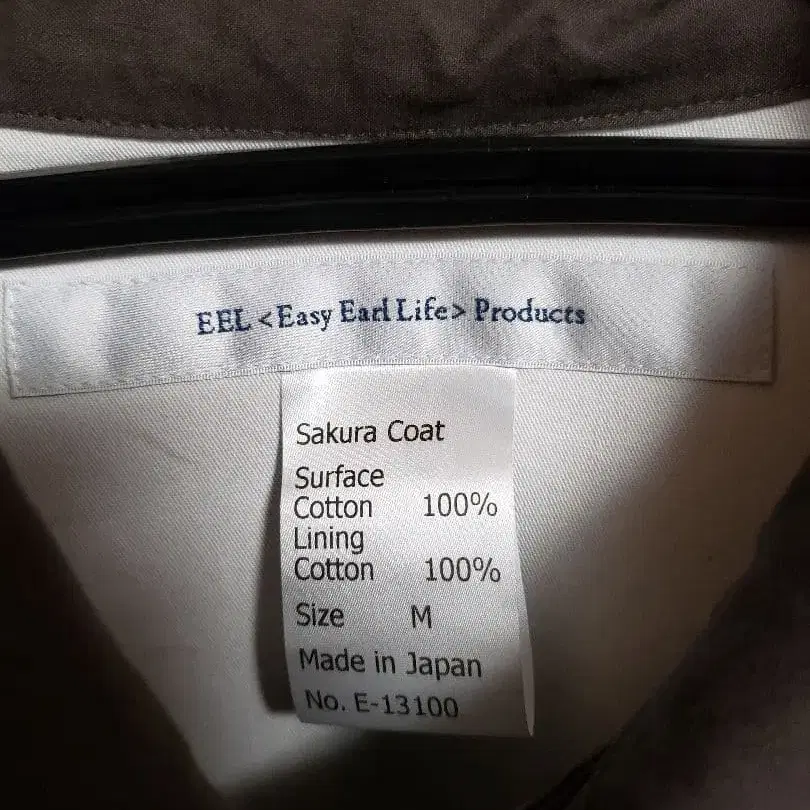 EEL <Easy Earl Life> Products
Sakura Coat
Surface
Cotton 100%
Lining
Cotton 100%
Size M
Made in Japan
No. E-13100